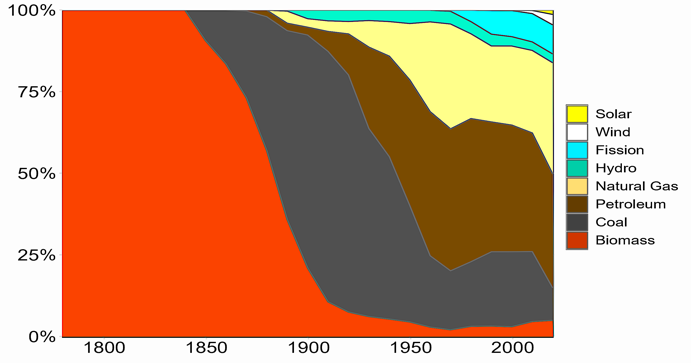 100%
75%
50%
25%
0%
1800 1850 1900 1950 2000
Solar
Wind
Fission
Hydro
Natural Gas
Petroleum
Coal
Biomass